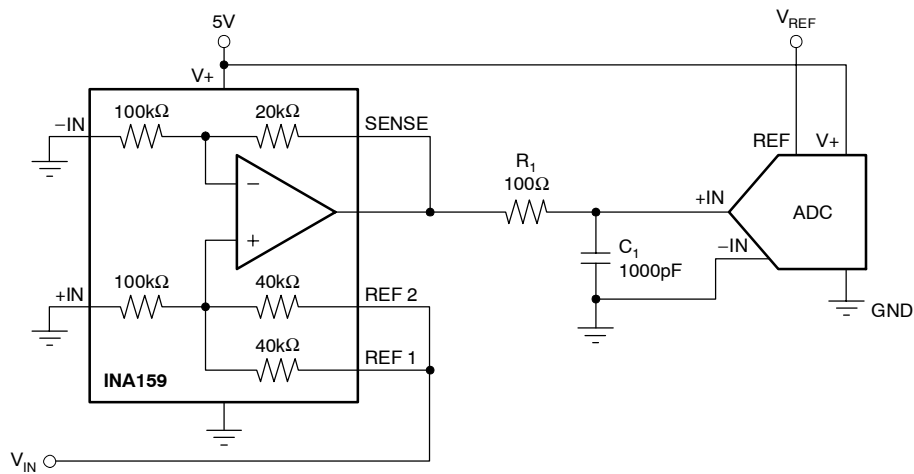 5V
V+
VREF
−IN
100kΩ
20kΩ
SENSE
REF
V+
R1
100Ω
−
+
+IN
ADC
−IN
C1
1000pF
+IN
100kΩ
40kΩ
REF 2
GND
40kΩ
REF 1
INA159
VIN